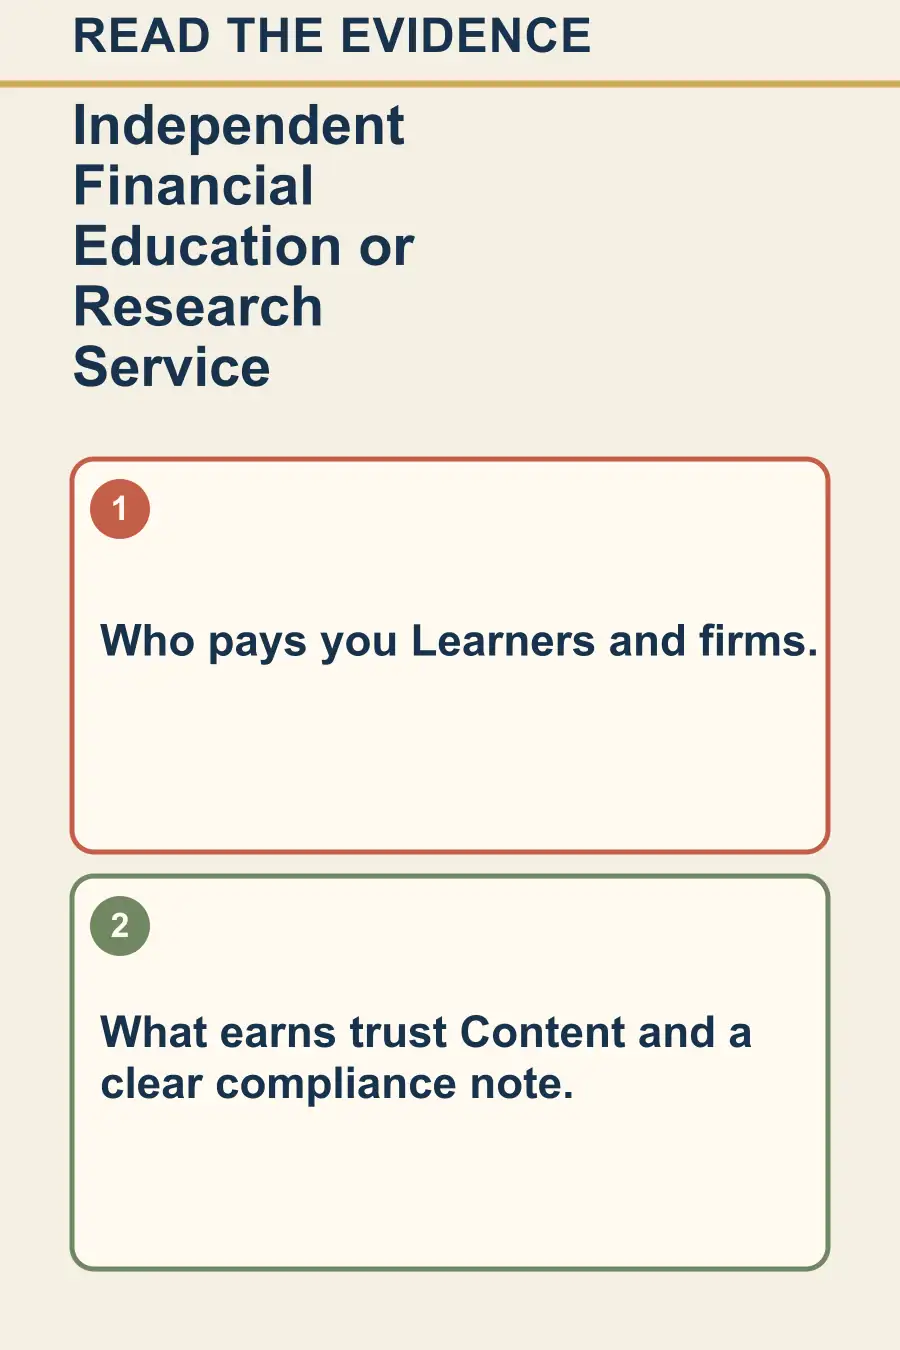 READ THE EVIDENCE
Independent
Financial
Education or
Research
Service
1
Who pays you Learners and firms.
2
What earns trust Content and a
clear compliance note.